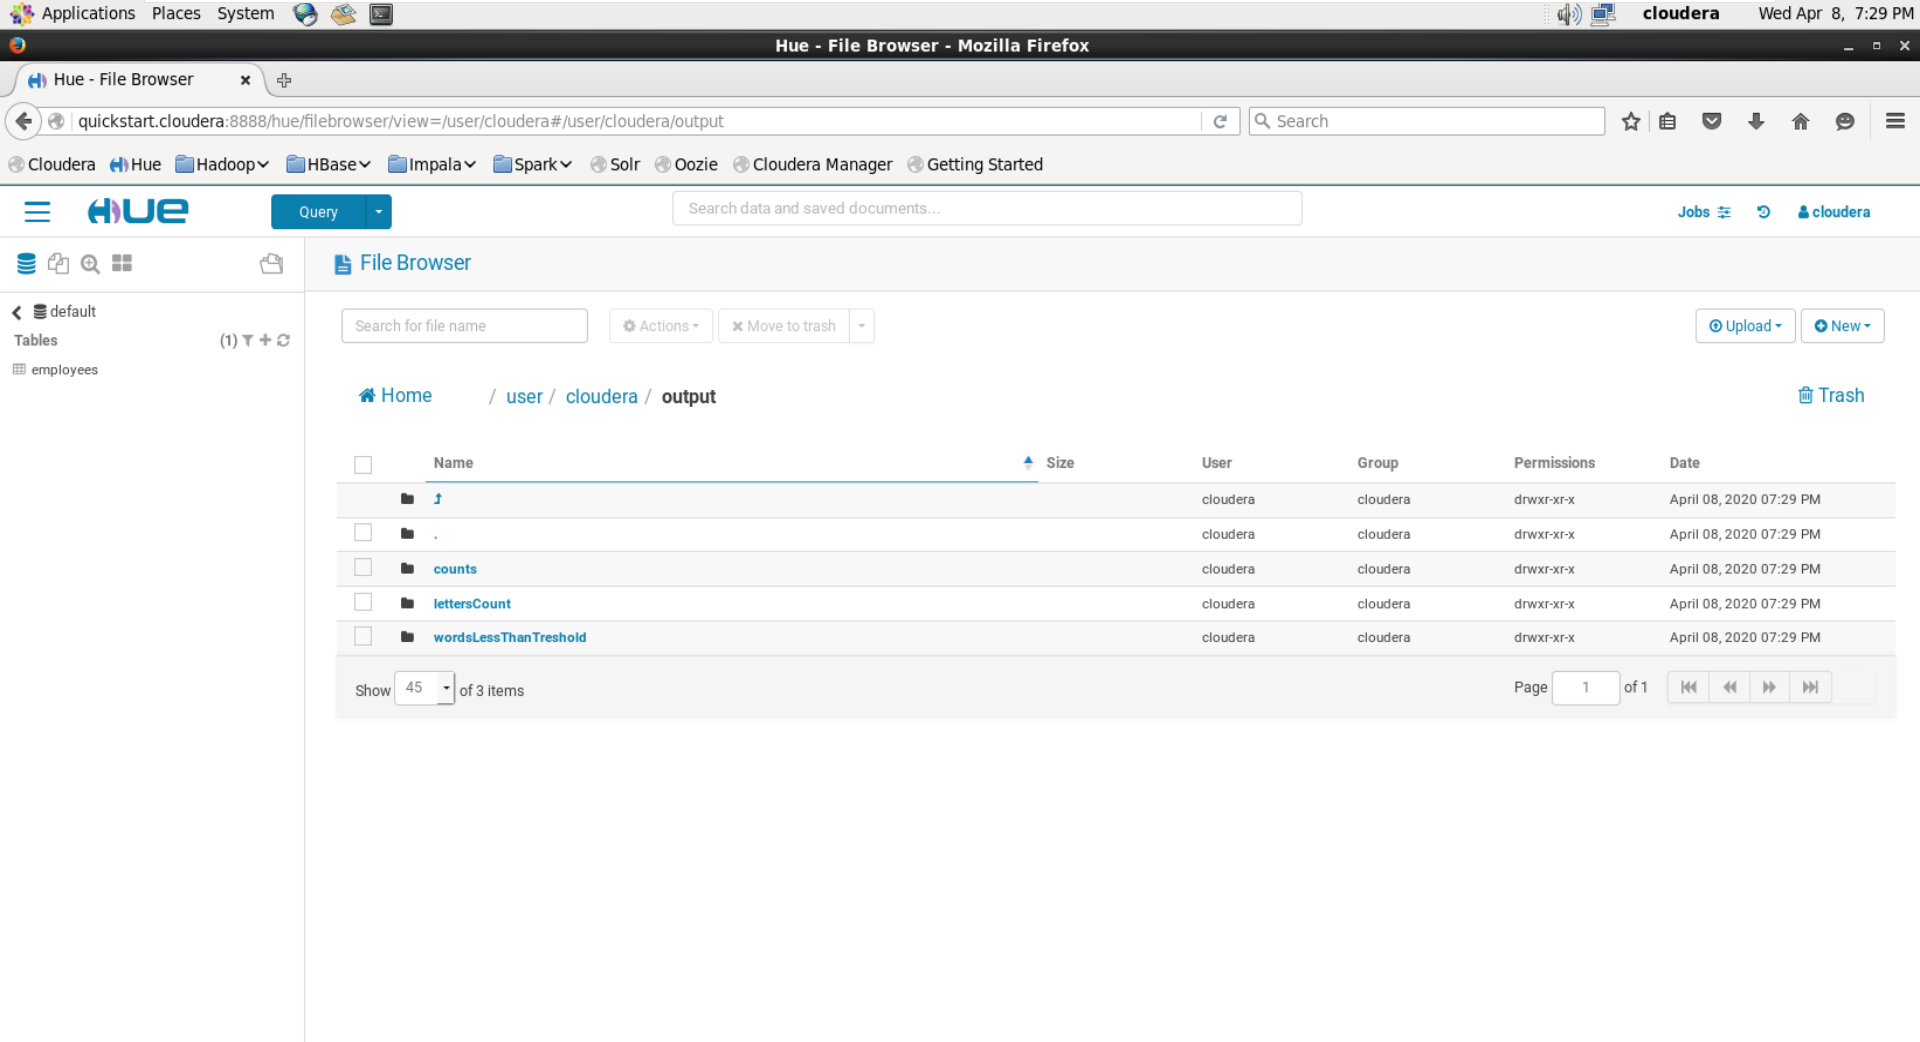 Applications Places System cloudera Wed Apr 8, 7:29 PM
Hue - File Browser - Mozilla Firefox
Hue - File Browser
quickstart.cloudera:8888/hue/filebrowser/view=/user/cloudera#/user/cloudera/output Search
Cloudera Hue Hadoop HBase Impala Spark Solr Oozie Cloudera Manager Getting Started
HUE Query Search data and saved documents... Jobs cloudera
File Browser
default
Tables (1)
employees
Search for file name Actions Move to trash Upload New
Home / user / cloudera / output Trash
Name Size User Group Permissions Date
cloudera cloudera drwxr-xr-x April 08, 2020 07:29 PM
. cloudera cloudera drwxr-xr-x April 08, 2020 07:29 PM
counts cloudera cloudera drwxr-xr-x April 08, 2020 07:29 PM
lettersCount cloudera cloudera drwxr-xr-x April 08, 2020 07:29 PM
wordsLessThanTreshold cloudera cloudera drwxr-xr-x April 08, 2020 07:29 PM
Show 45 of 3 items Page 1 of 1